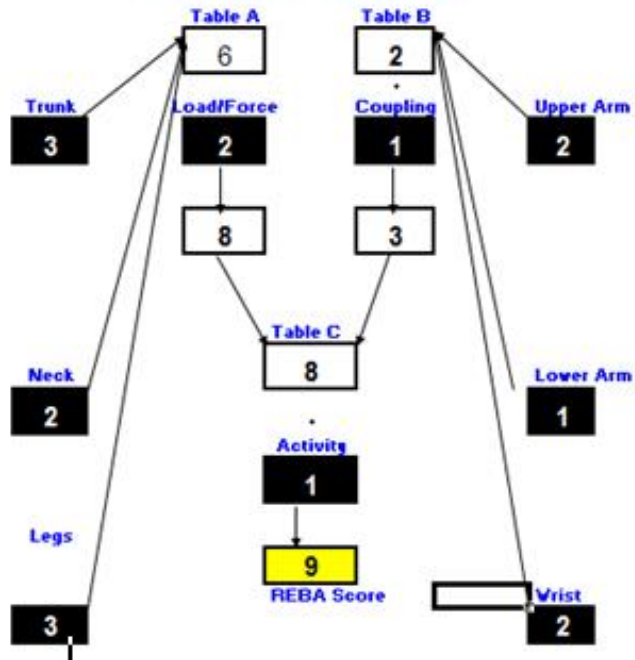 Table A Table B
6 2
Trunk Load/Force Coupling Upper Arm
3 2 1 2
8 3
Table C
8
Neck Lower Arm
2 1
Activity
1
Legs
9
REBA Score Wrist
3 2